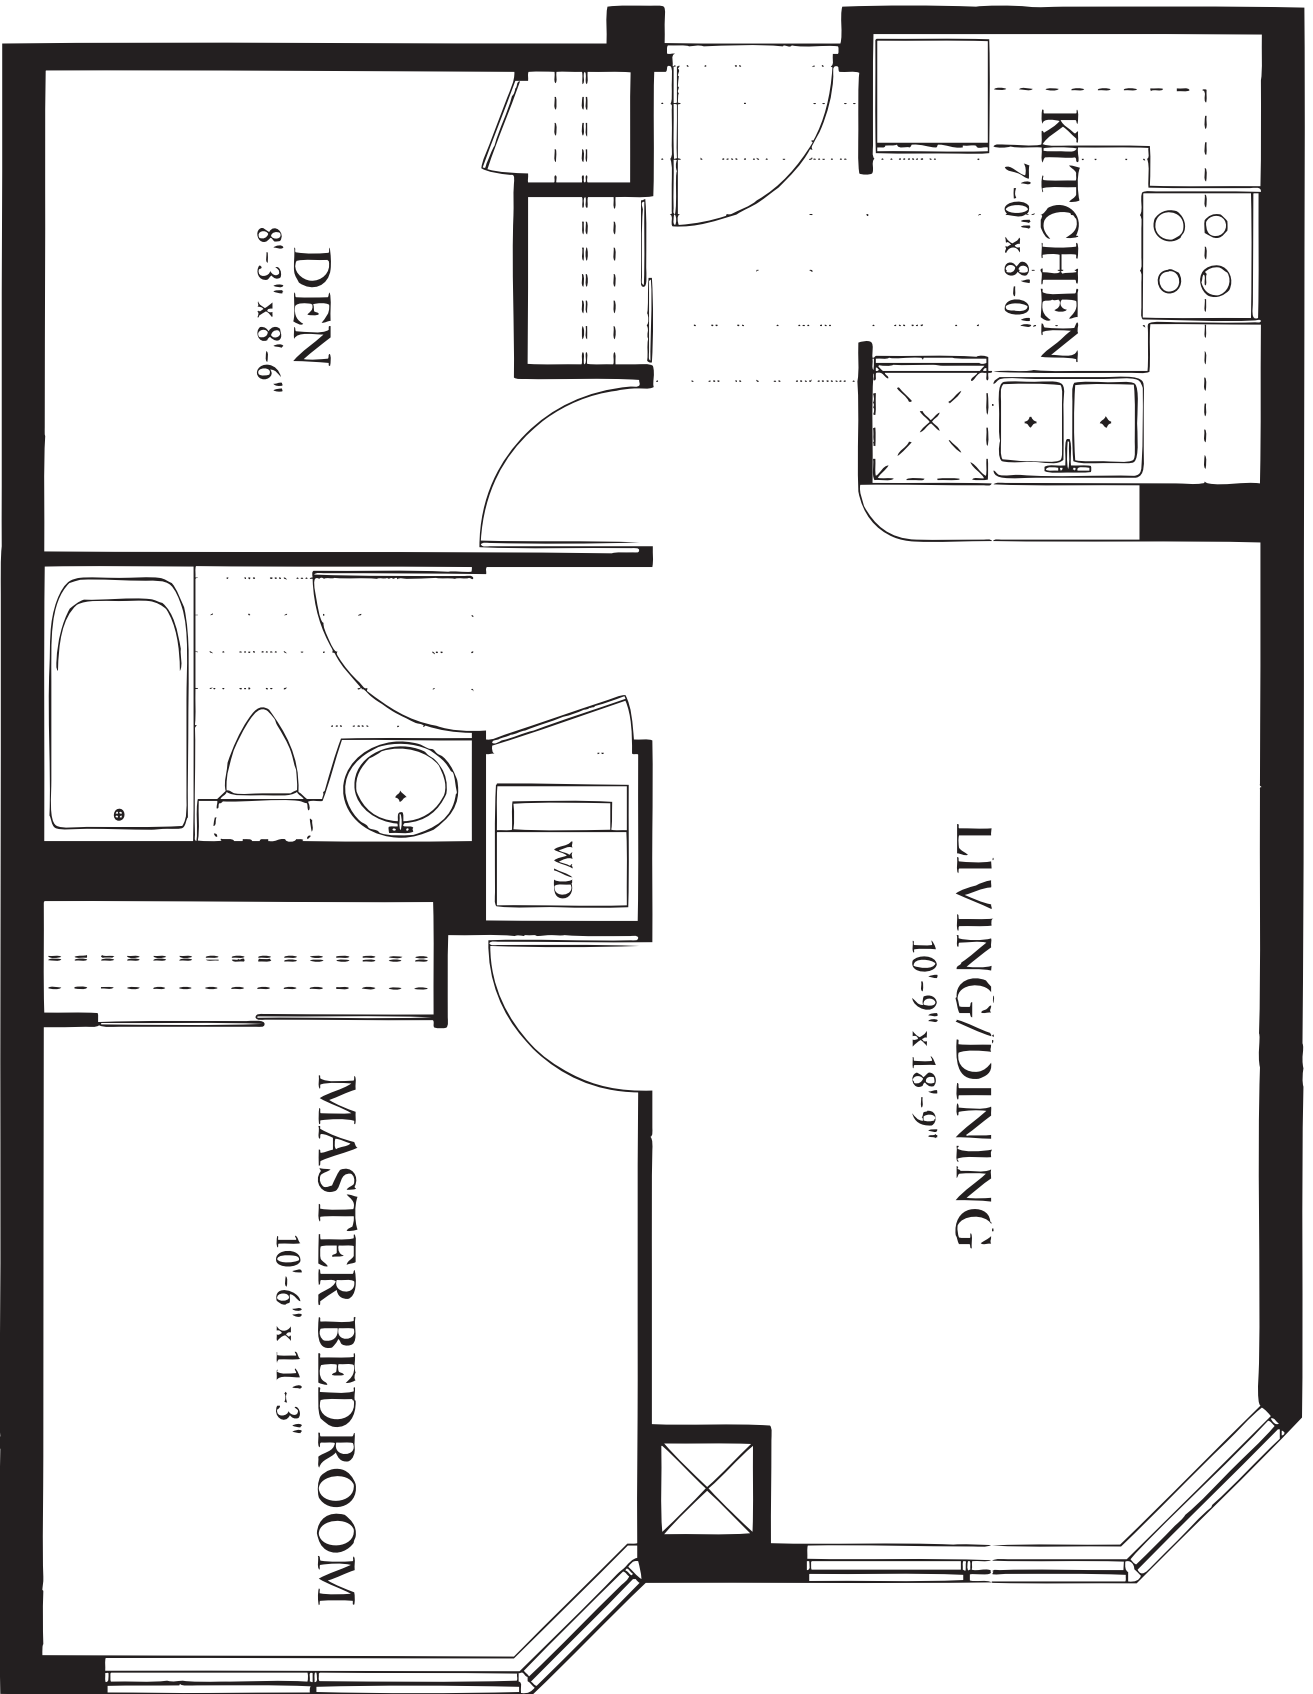 KITCHEN
7'-0" x 8'-0"
DEN
8'-3" x 8'-6"
W/D
LIVING/DINING
10'-9" x 18'-9"
MASTER BEDROOM
10'-6" x 11'-3"